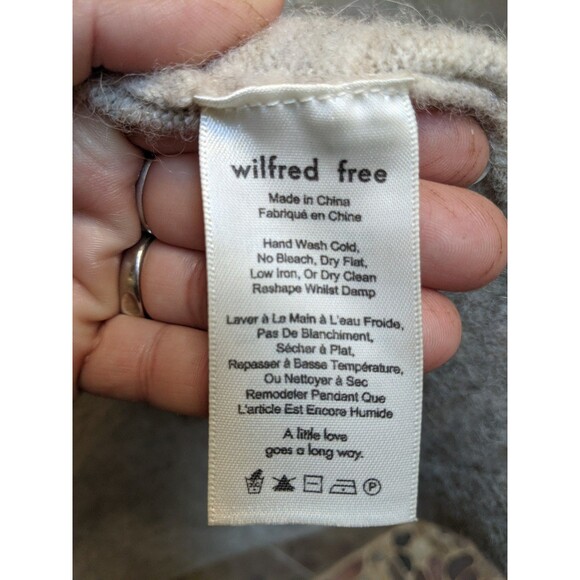 wilfred free
Made in China
Fabriqué en Chine
Hand Wash Cold,
No Bleach, Dry Flat,
Low Iron, Or Dry Clean
Reshape Whilst Damp
Laver à La Main à L'eau Froide,
Pas De Blanchiment,
Sécher à Plat,
Repasser à Basse Température,
Ou Nettoyer à Sec
Remodeler Pendant Que
L'article Est Encore Humide
A little love
goes a long way.
P